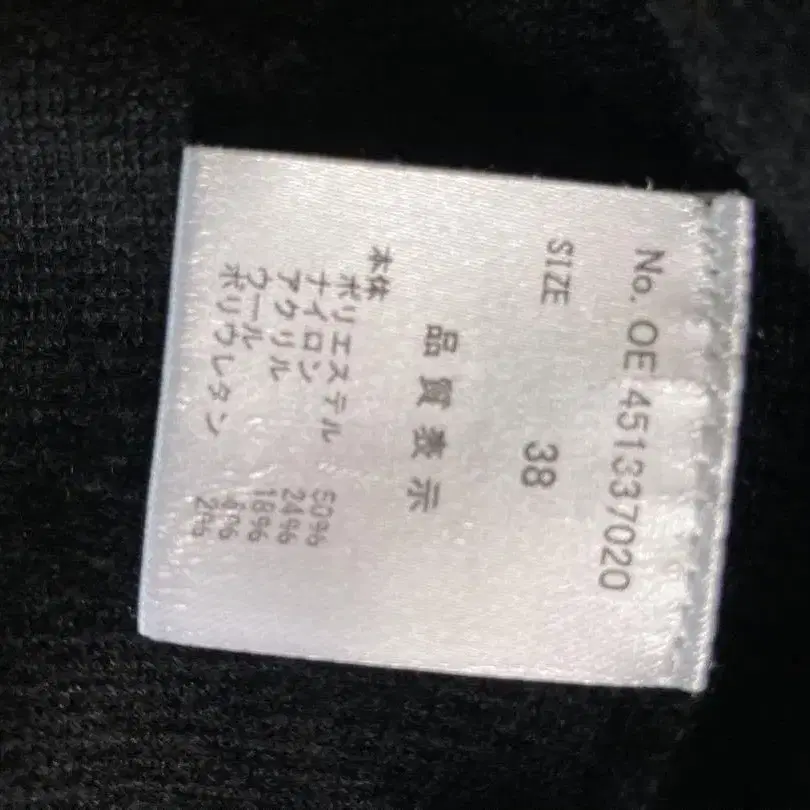 No. OE 451337020
SIZE 38
品質表示
本体
ポリエステル 50%
ナイロン 24%
アクリル 18%
ウール 6%
ポリウレタン 2%